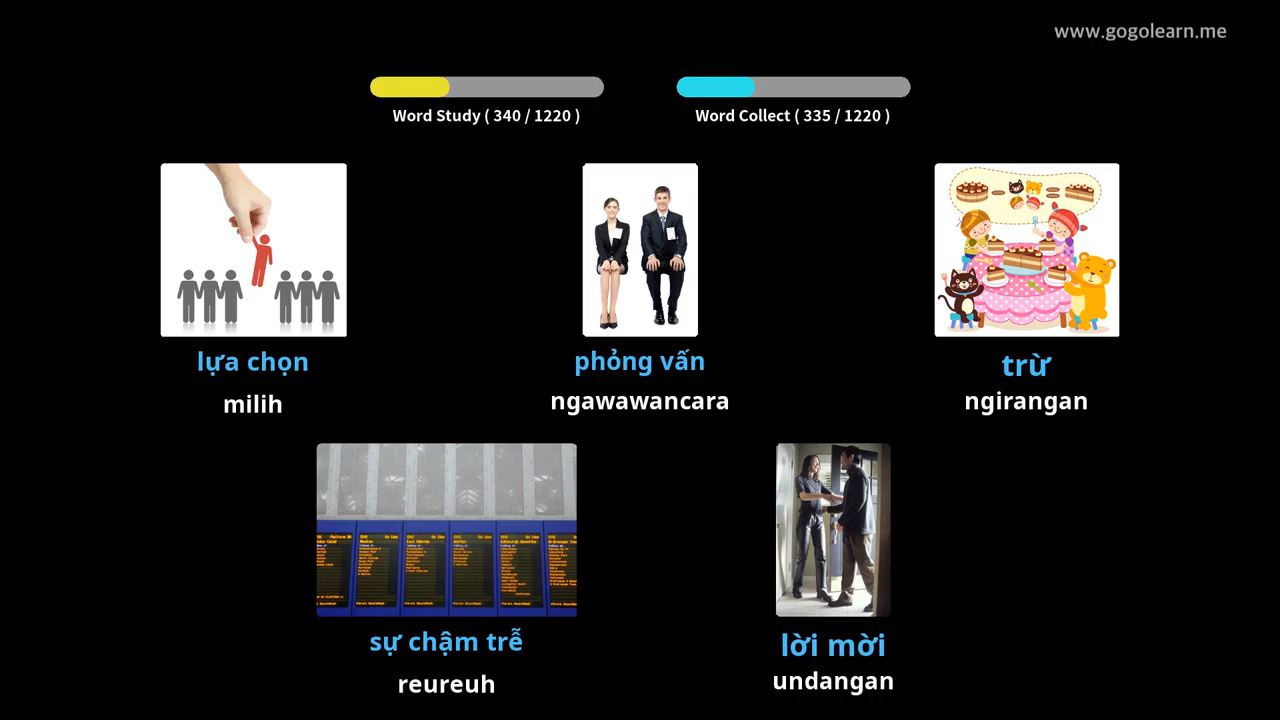 www.gogolearn.me
Word Study ( 340 / 1220 )
Word Collect ( 335 / 1220 )
lựa chọn
milih
phỏng vấn
ngawawancara
trừ
ngirangan
sự chậm trễ
reureuh
lời mời
undangan